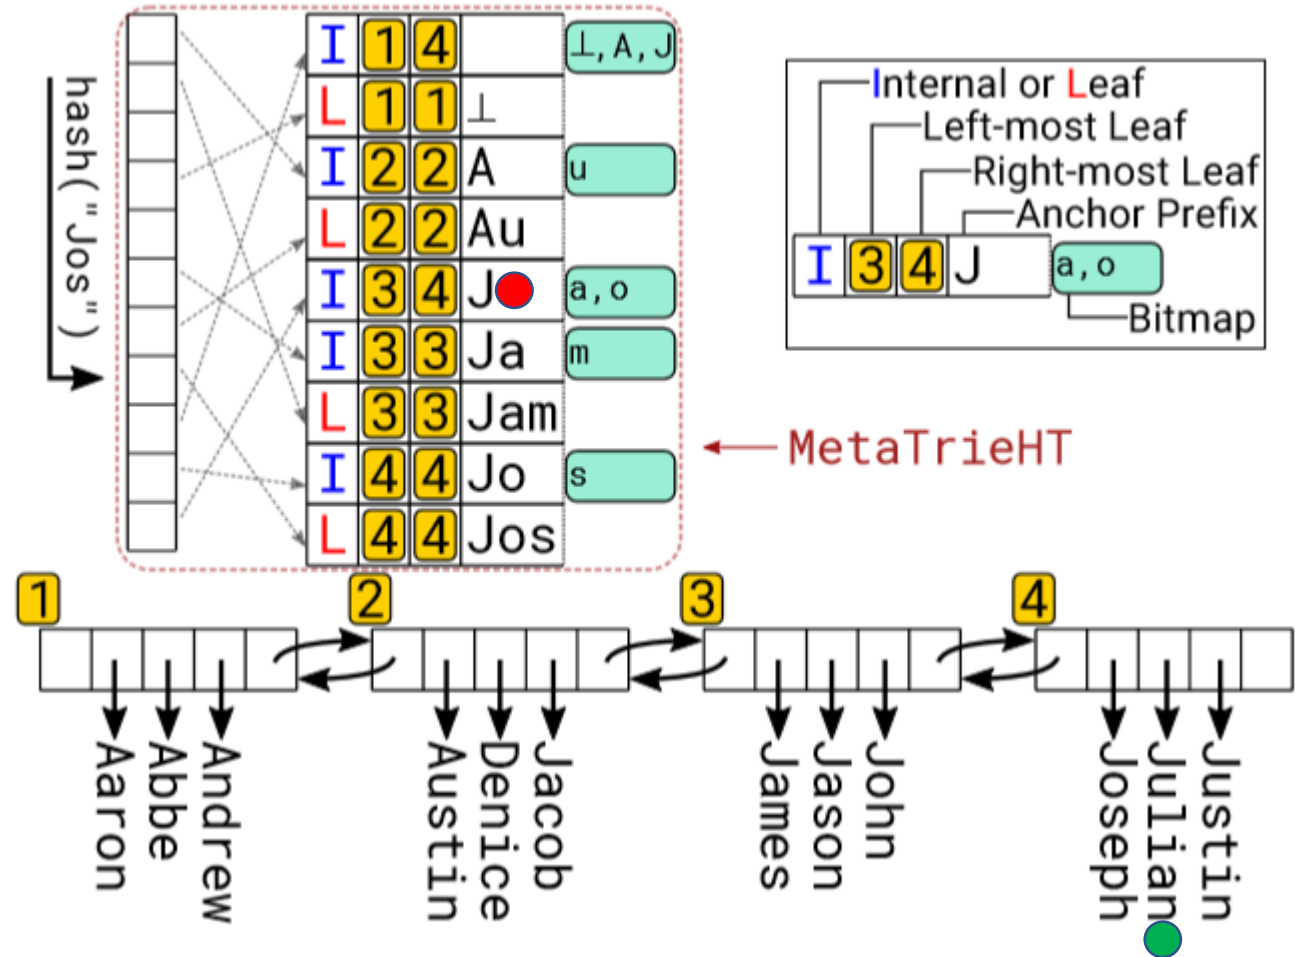 hash("Jos")
I 1 4 ⊥,A,J
L 1 1 ⊥
I 2 2 A u
L 2 2 Au
I 3 4 J a,o
I 3 3 Ja m
L 3 3 Jam
I 4 4 Jo s
L 4 4 Jos
Internal or Leaf
Left-most Leaf
Right-most Leaf
Anchor Prefix
I 3 4 J a,o
Bitmap
MetaTrieHT
1
2
3
4
Aaron
Abbe
Andrew
Austin
Denice
Jacob
James
Jason
John
Joseph
Julian
Justin